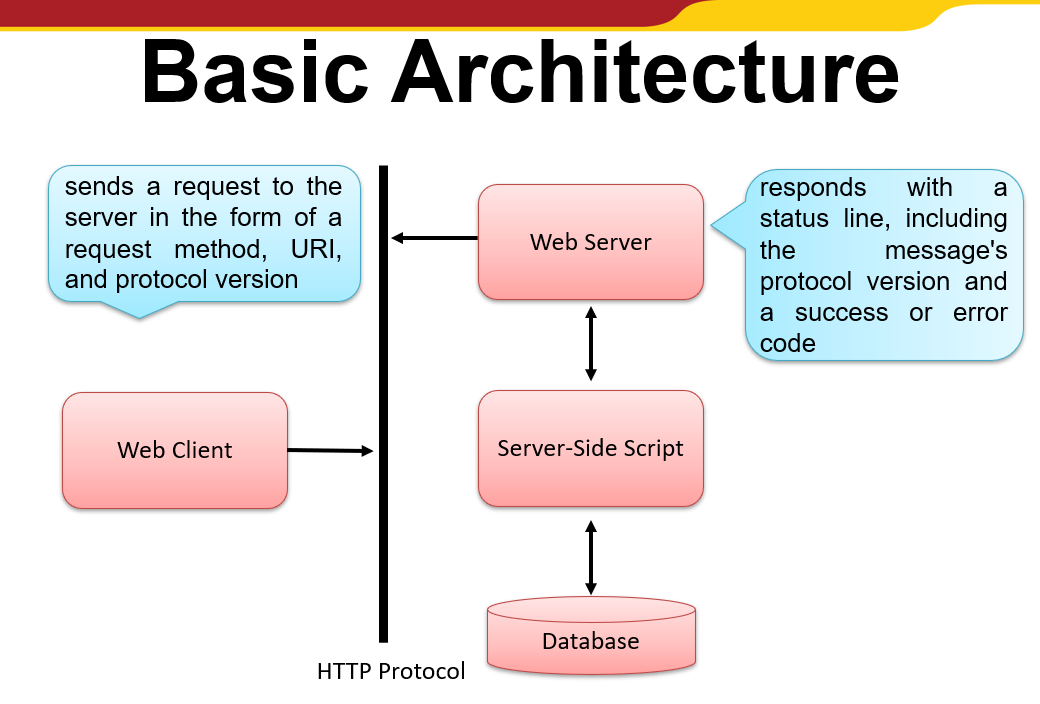 Basic Architecture
sends a request to the
server in the form of a
request method, URI,
and protocol version
Web Server
responds with a
status line, including
the message's
protocol version and
a success or error
code
Web Client
Server-Side Script
Database
HTTP Protocol